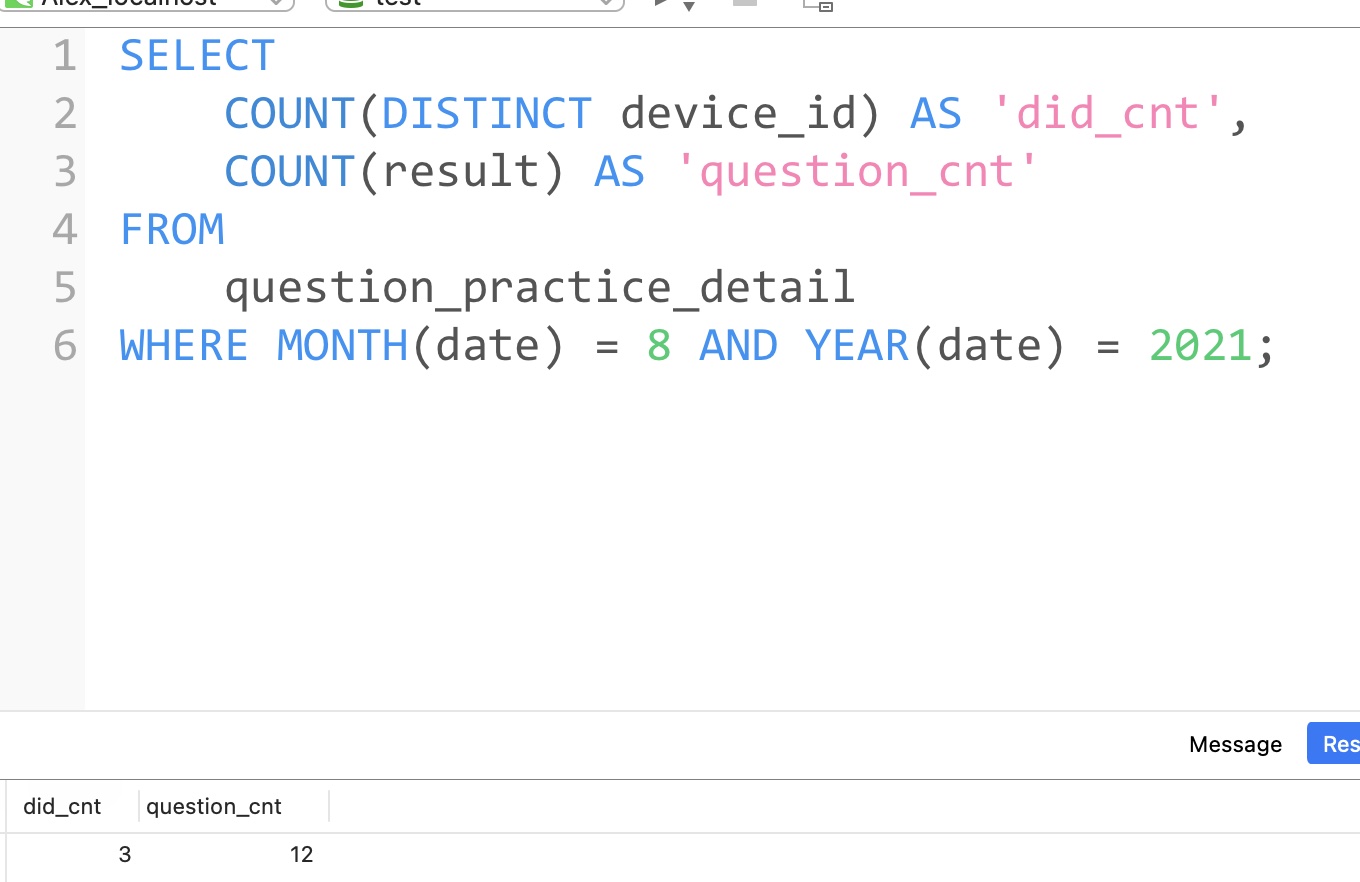 Alex_localhost test
1 SELECT
2 COUNT(DISTINCT device_id) AS 'did_cnt',
3 COUNT(result) AS 'question_cnt'
4 FROM
5 question_practice_detail
6 WHERE MONTH(date) = 8 AND YEAR(date) = 2021;
Message Res
did_cnt question_cnt
3 12